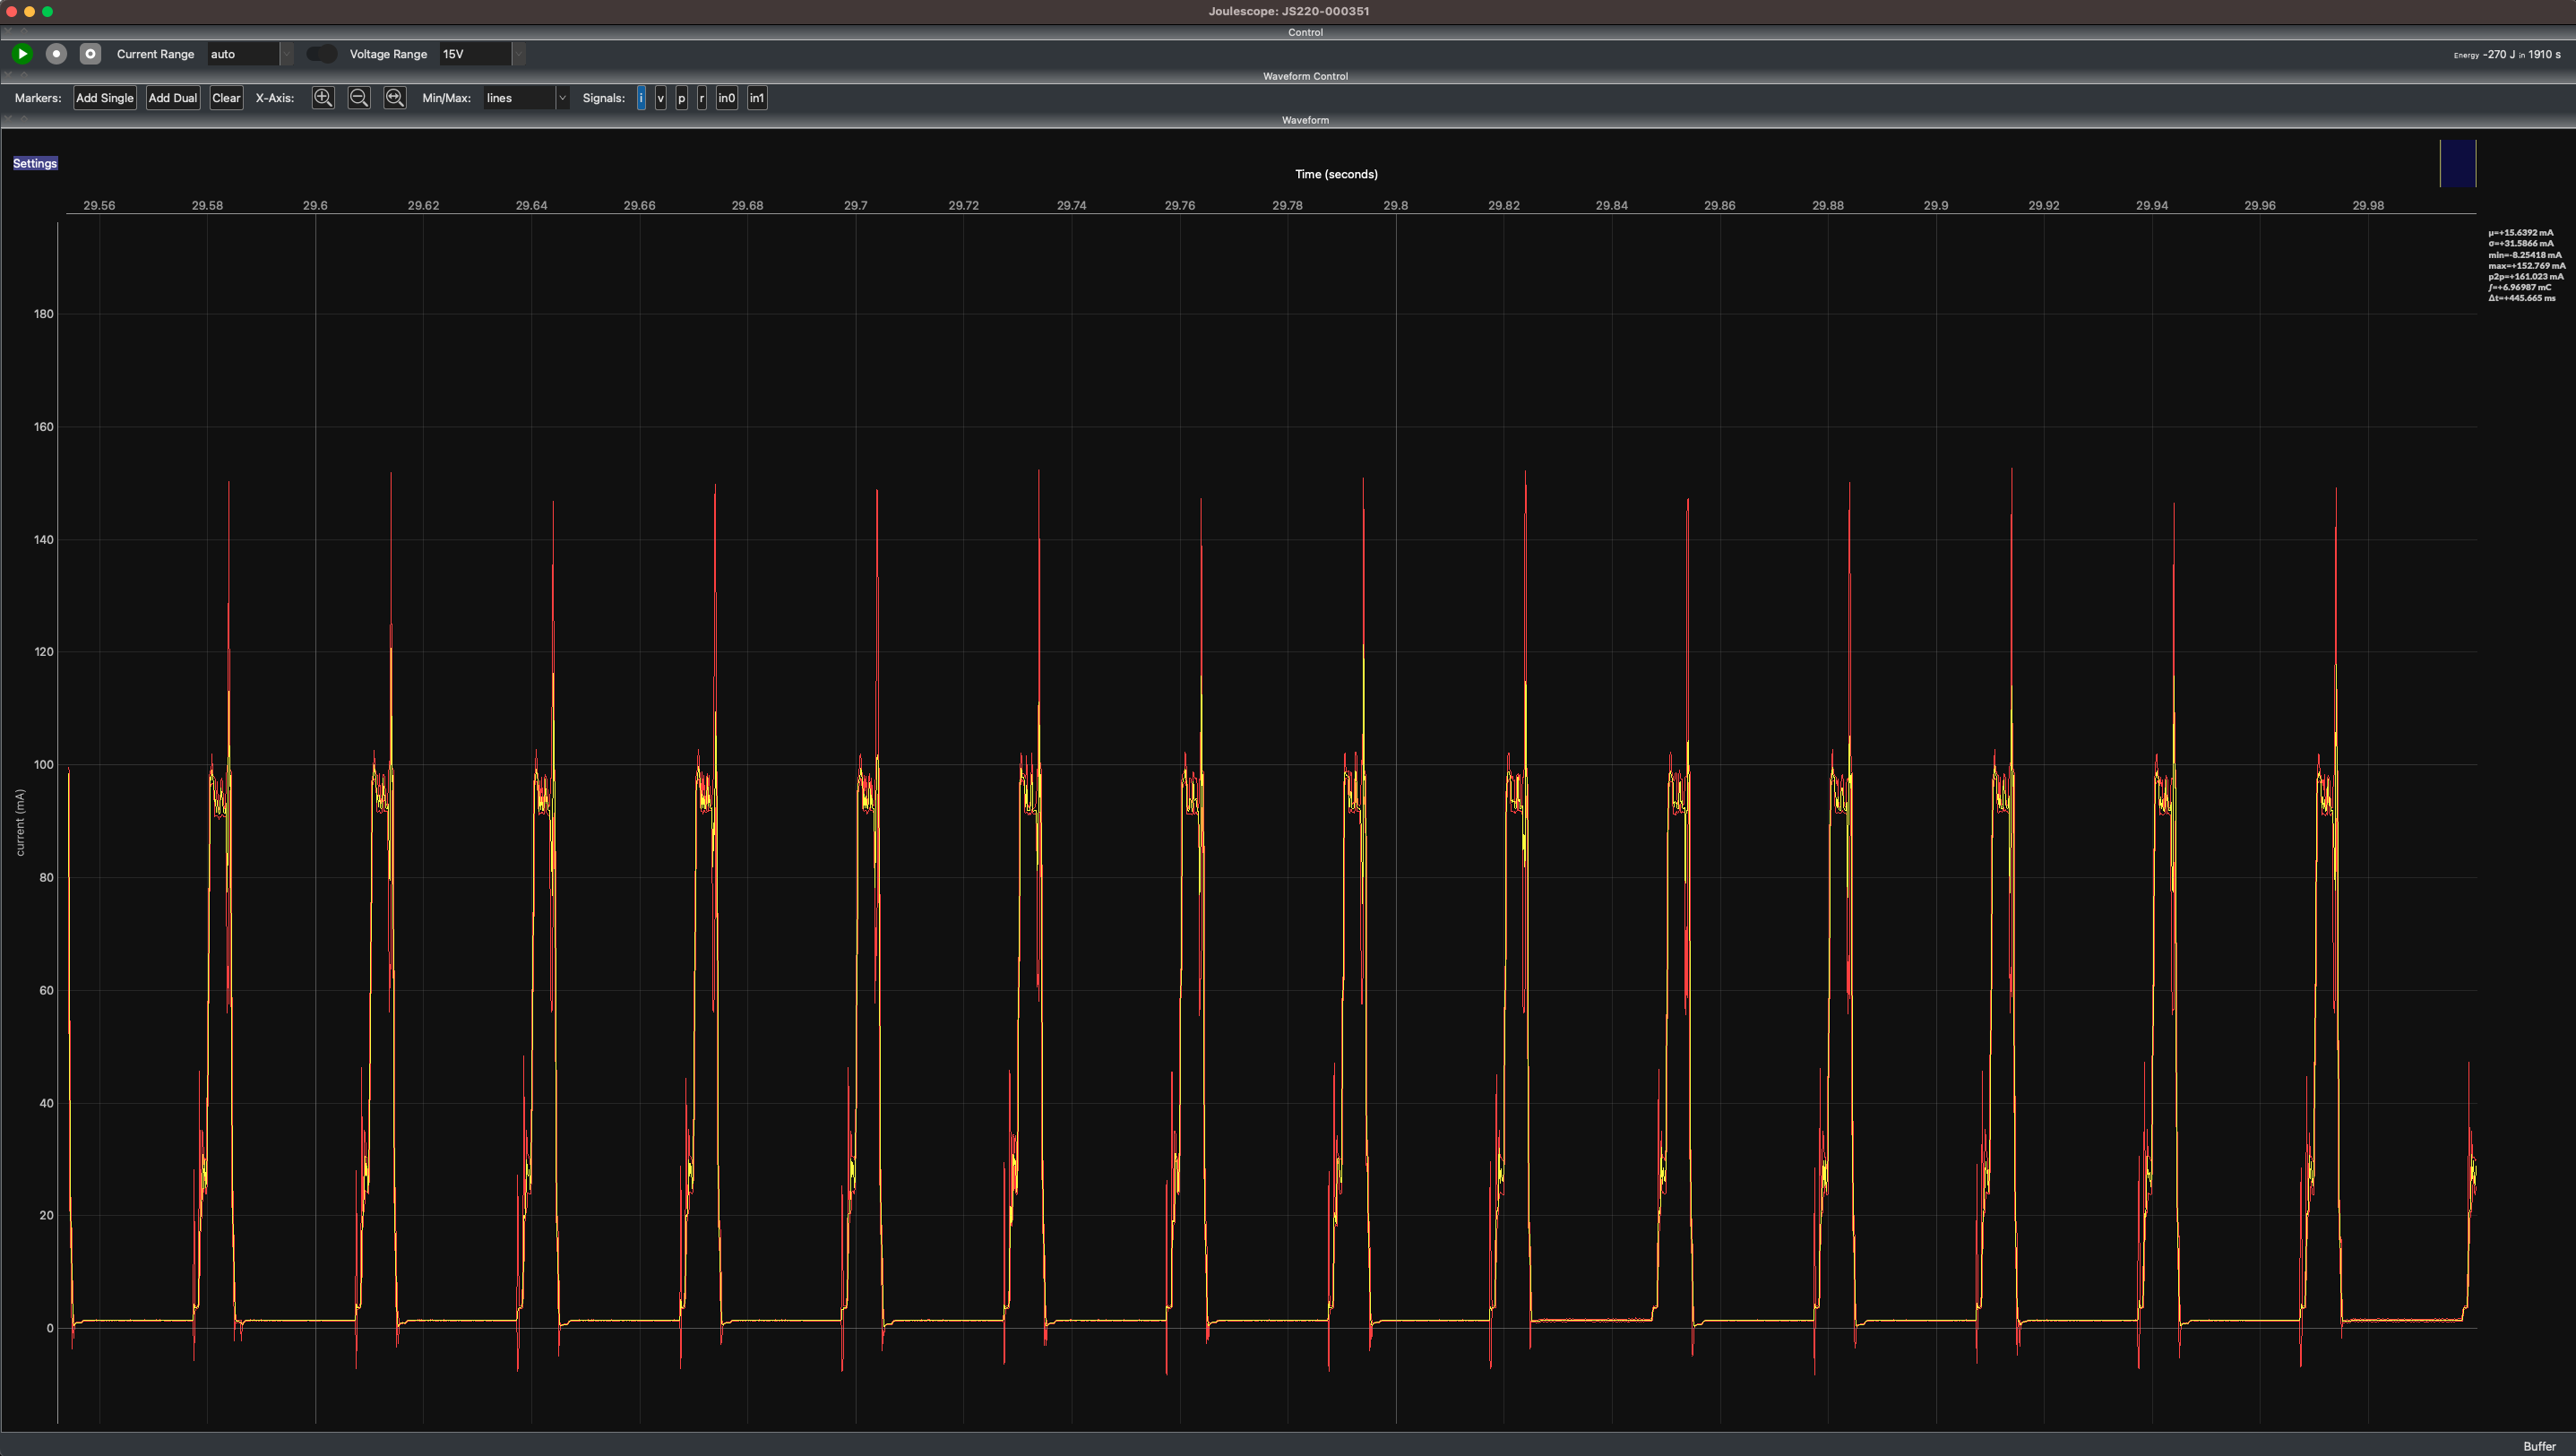 Joulescope: JS220-000351
Control
Current Range auto Voltage Range 15V Energy -270 J in 1910 s
Waveform Control
Markers: Add Single Add Dual Clear X-Axis: Min/Max: lines Signals: i v p r in0 in1
Waveform
Settings
Time (seconds)
29.56 29.58 29.6 29.62 29.64 29.66 29.68 29.7 29.72 29.74 29.76 29.78 29.8 29.82 29.84 29.86 29.88 29.9 29.92 29.94 29.96 29.98
μ=+15.6392 mA
σ=+31.5866 mA
min=-8.25418 mA
max=+152.769 mA
p2p=+161.023 mA
∫=+6.96987 mC
Δt=+445.665 ms
180
160
140
120
100
80
60
40
20
0
current (mA)
Buffer